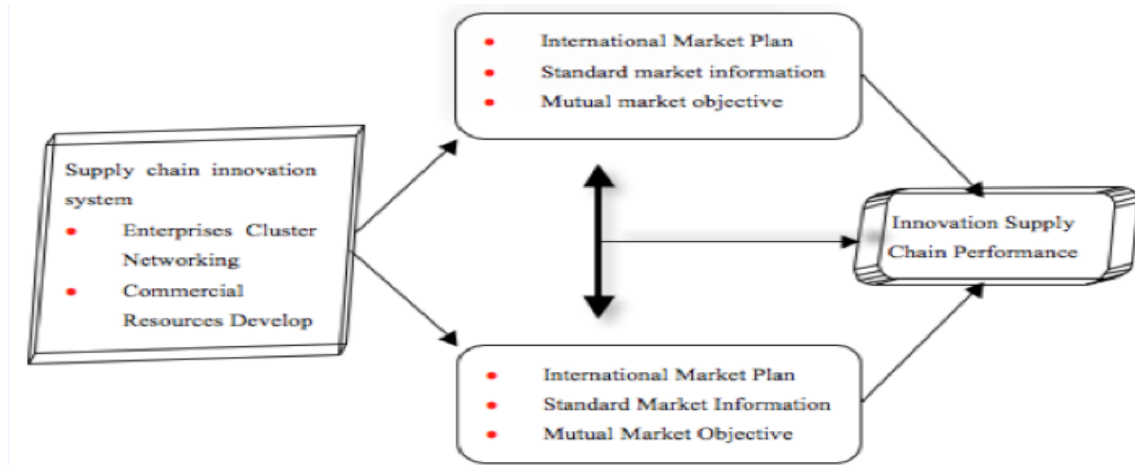 Supply chain innovation
system
Enterprises Cluster
Networking
Commercial
Resources Develop
International Market Plan
Standard market information
Mutual market objective
International Market Plan
Standard Market Information
Mutual Market Objective
Innovation Supply
Chain Performance